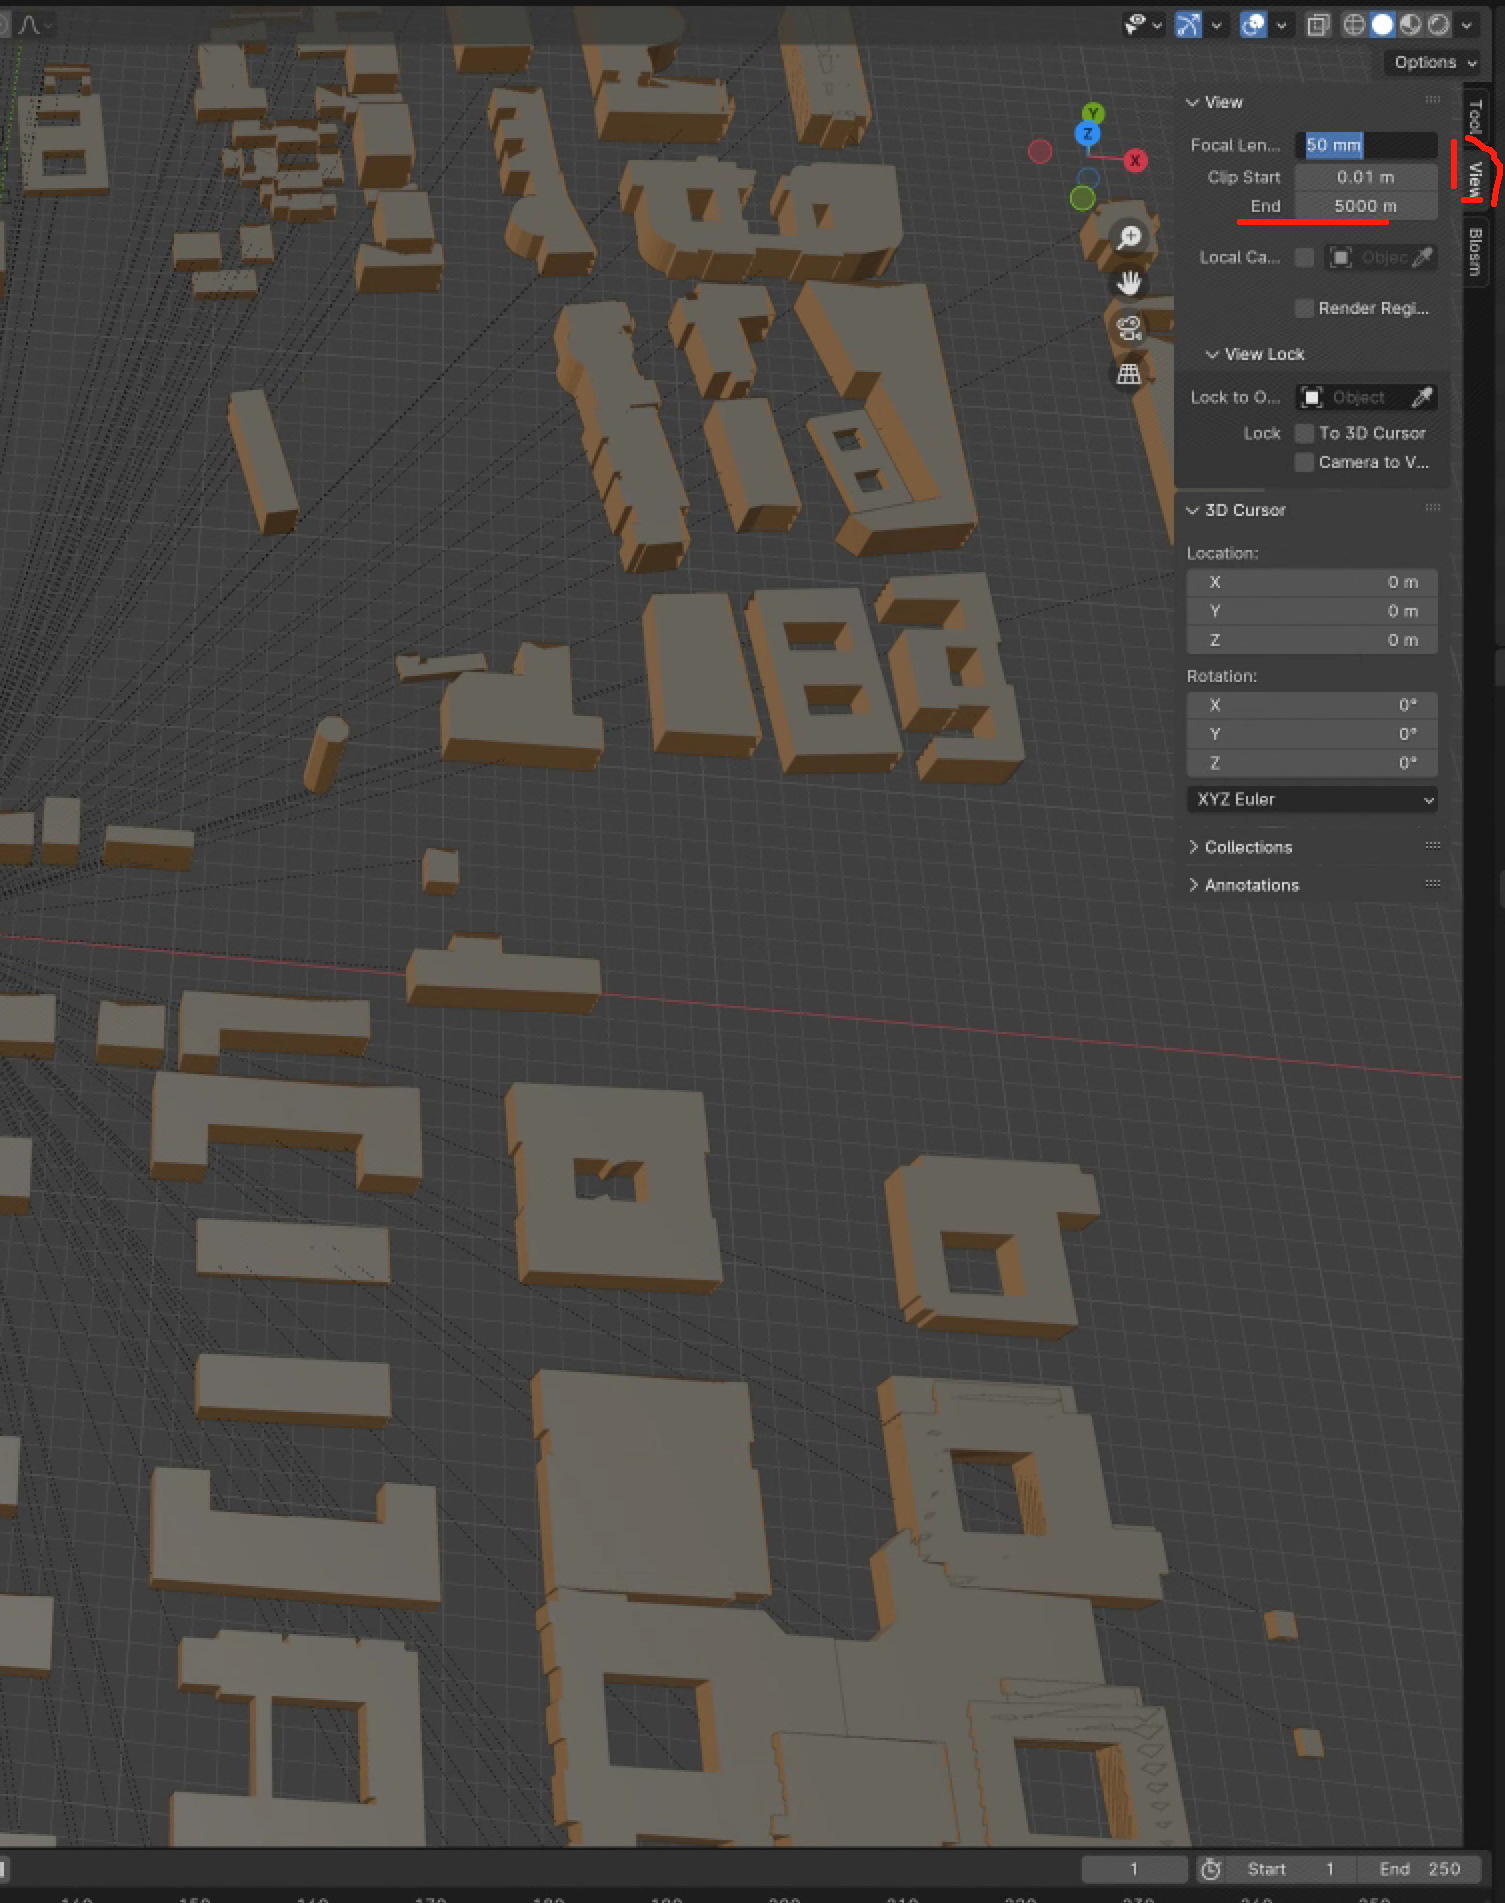 Options
View
Focal Len... 50 mm
Clip Start 0.01 m
End 5000 m
Local Ca... Objec
Render Regi...
View Lock
Lock to O... Object
Lock To 3D Cursor
Camera to V...
3D Cursor
Location:
X 0 m
Y 0 m
Z 0 m
Rotation:
X 0°
Y 0°
Z 0°
XYZ Euler
Collections
Annotations
Tool
View
Blosm
Y
Z
X
1 Start 1 End 250